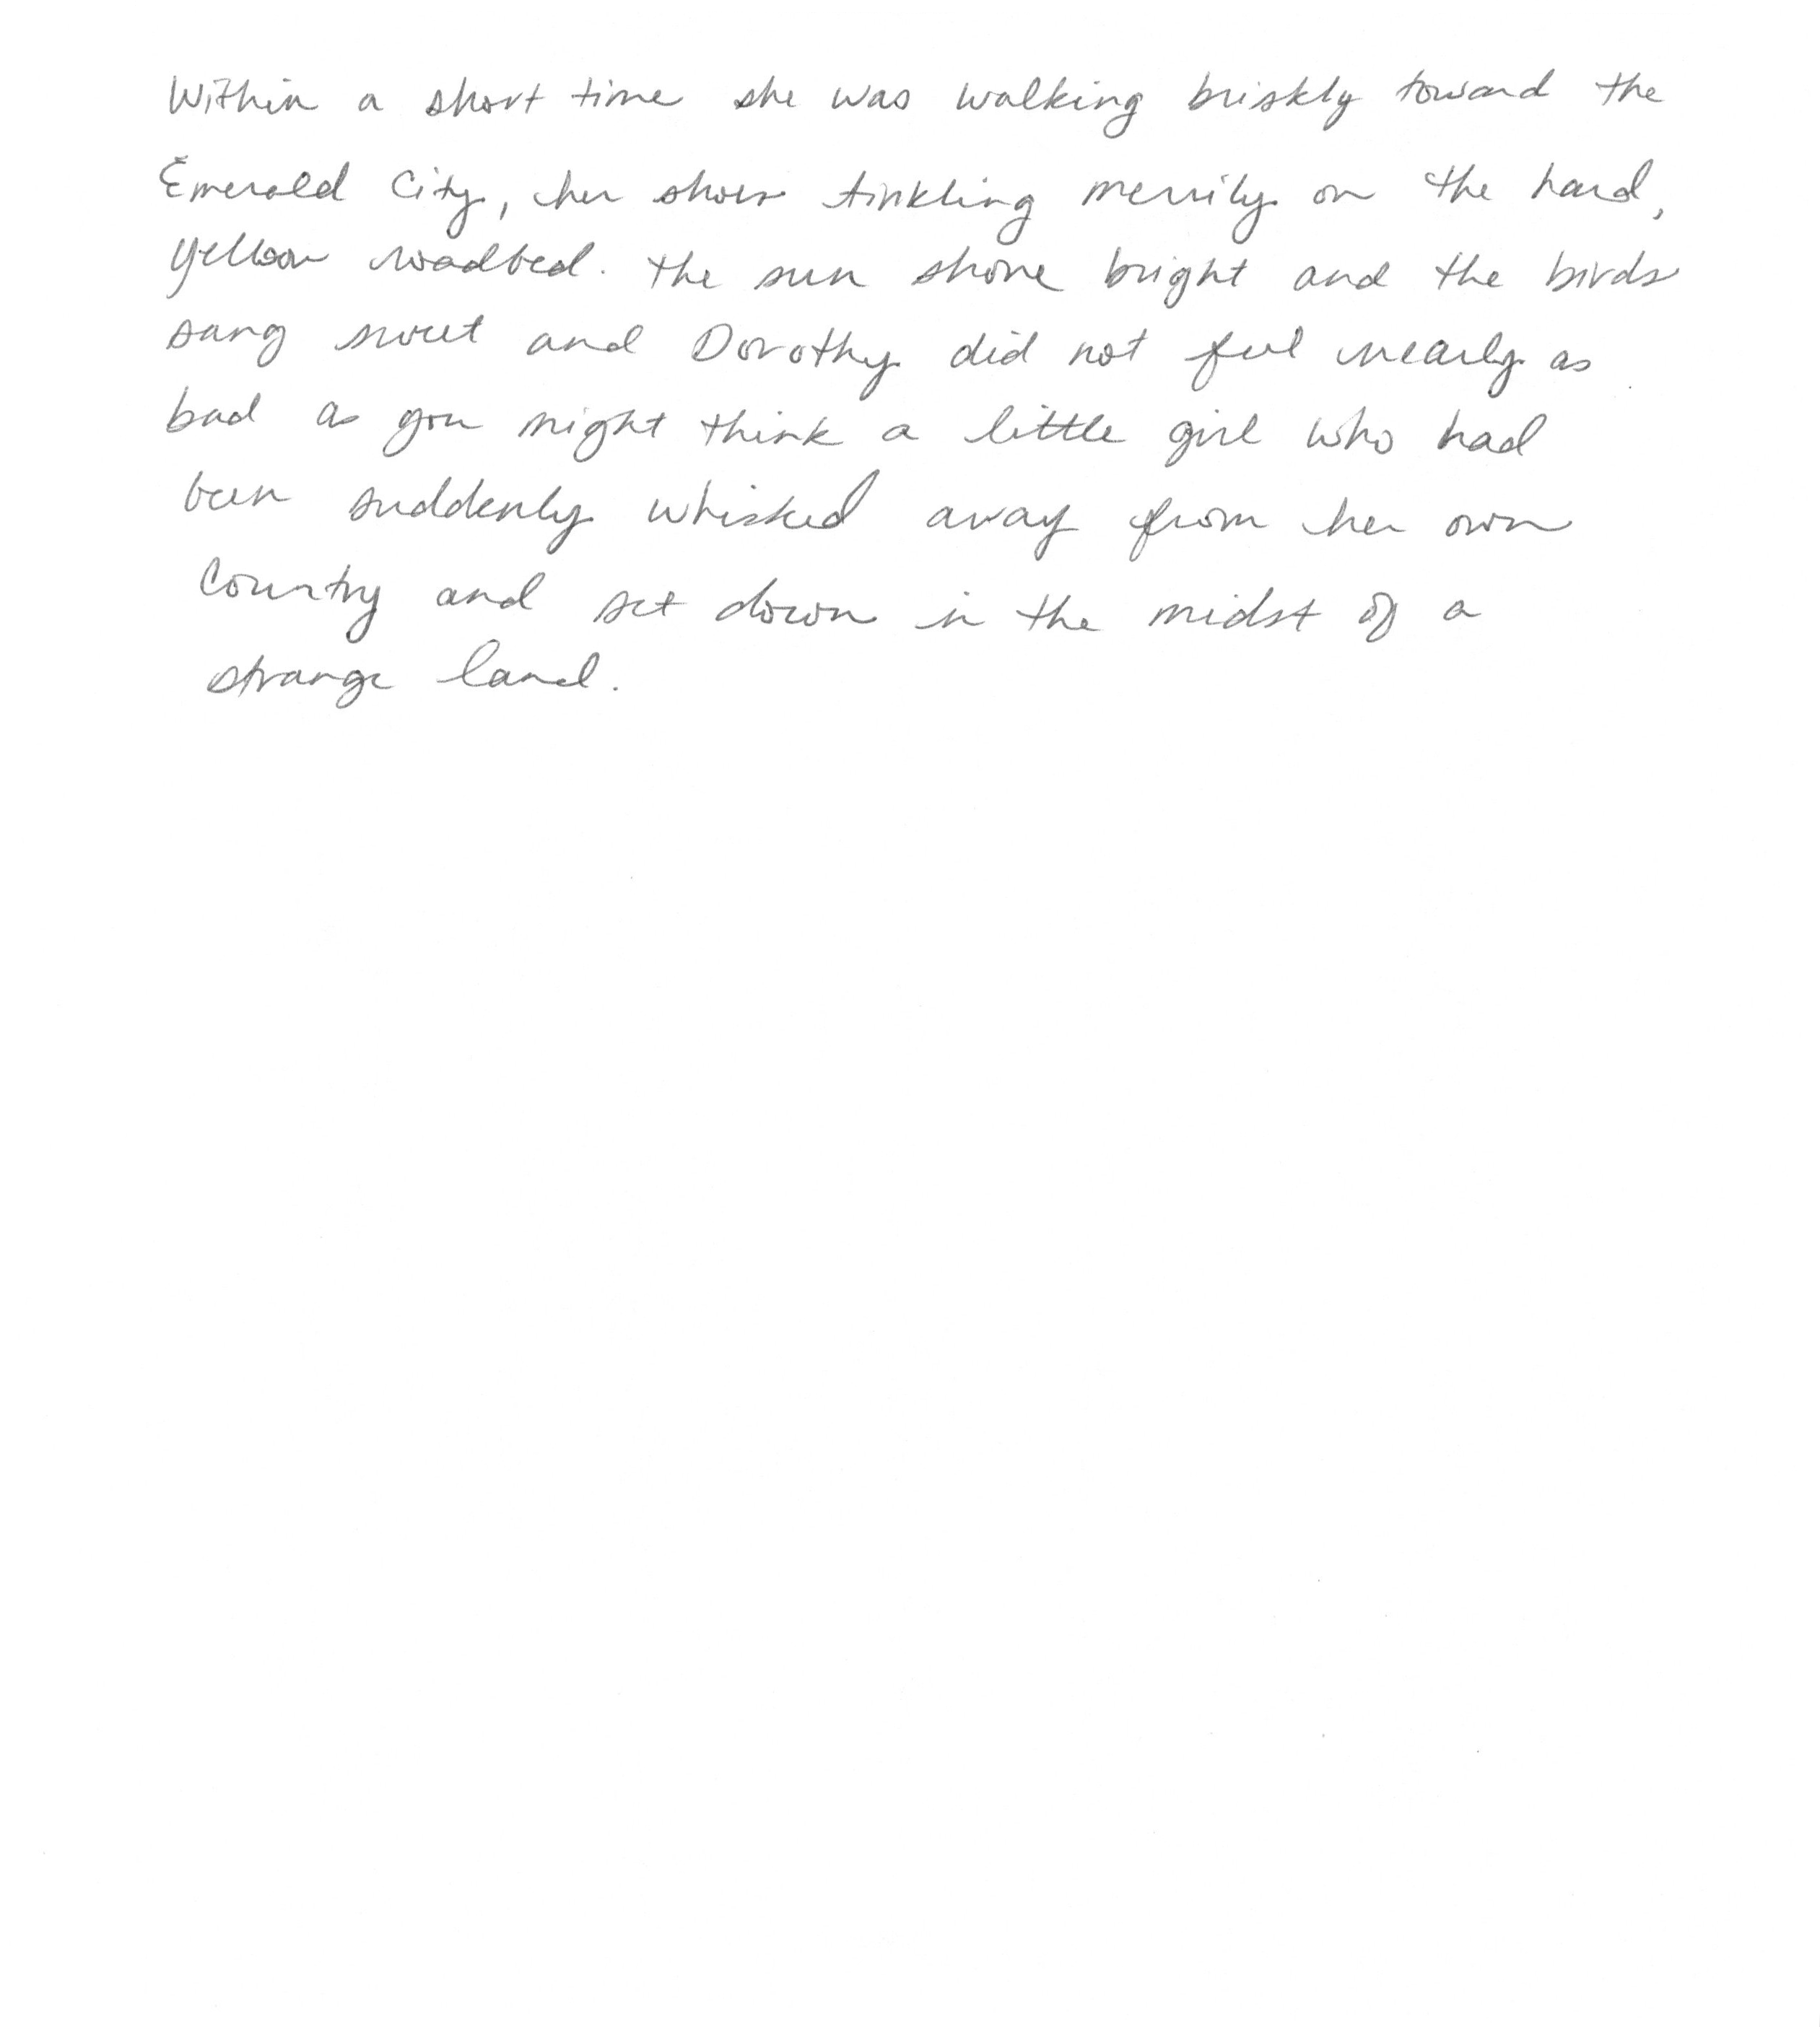 Within a short time she was walking briskly toward the
Emerald City, her shoes tinkling merrily on the hard,
yellow roadbed. The sun shone bright and the birds
sang sweet and Dorothy did not feel nearly as
bad as you might think a little girl who had
been suddenly whisked away from her own
country and set down in the midst of a
strange land.